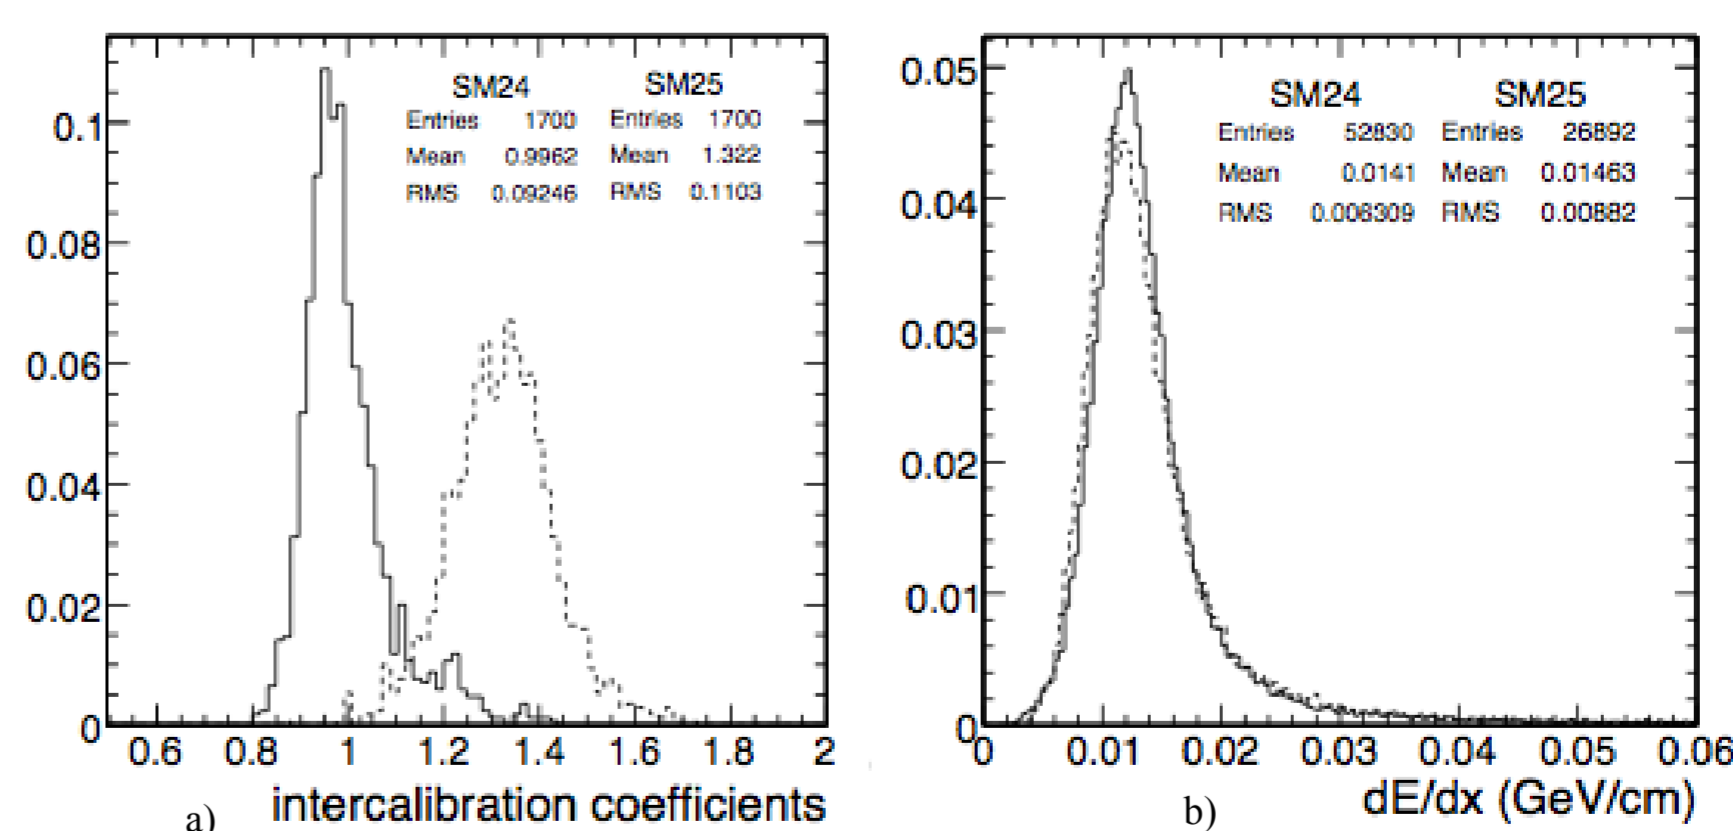 SM24 SM25
Entries 1700 Entries 1700
Mean 0.9962 Mean 1.322
RMS 0.09246 RMS 0.1103
0.1
0.08
0.06
0.04
0.02
0
0.6 0.8 1 1.2 1.4 1.6 1.8 2
intercalibration coefficients
a)
SM24 SM25
Entries 52830 Entries 26892
Mean 0.0141 Mean 0.01463
RMS 0.006309 RMS 0.00882
0.05
0.04
0.03
0.02
0.01
0
0 0.01 0.02 0.03 0.04 0.05 0.06
dE/dx (GeV/cm)
b)